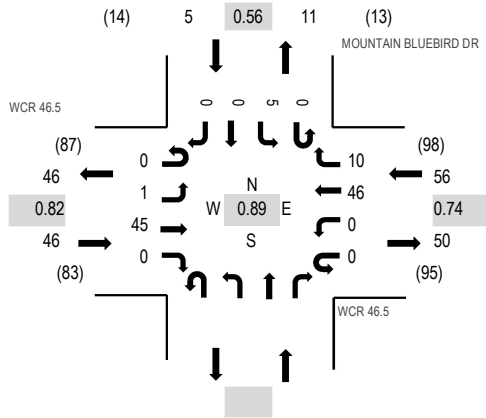 (14) 5 0.56 11 (13)
MOUNTAIN BLUEBIRD DR
WCR 46.5
0 0 5 0
(87) (98)
46 0 10 56
1 N 46
0.82 W 0.89 E 0.74
46 45 S 0 50
0 0
(83) (95)
WCR 46.5